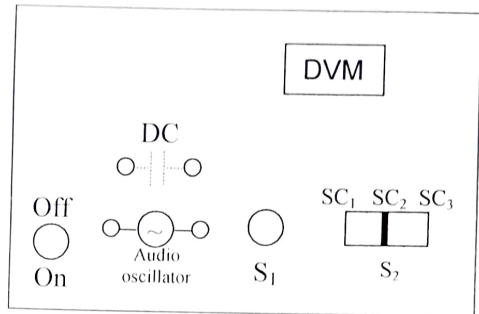 DVM
DC
SC₁ SC₂ SC₃
Off
~
Audio
oscillator
On
S₁
S₂